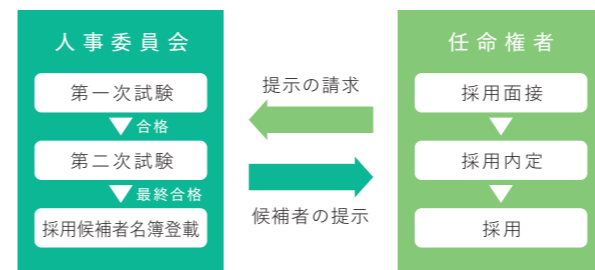 人事委員会
第一次試験
合格
第二次試験
最終合格
採用候補者名簿登載
提示の請求
候補者の提示
任命権者
採用面接
採用内定
採用